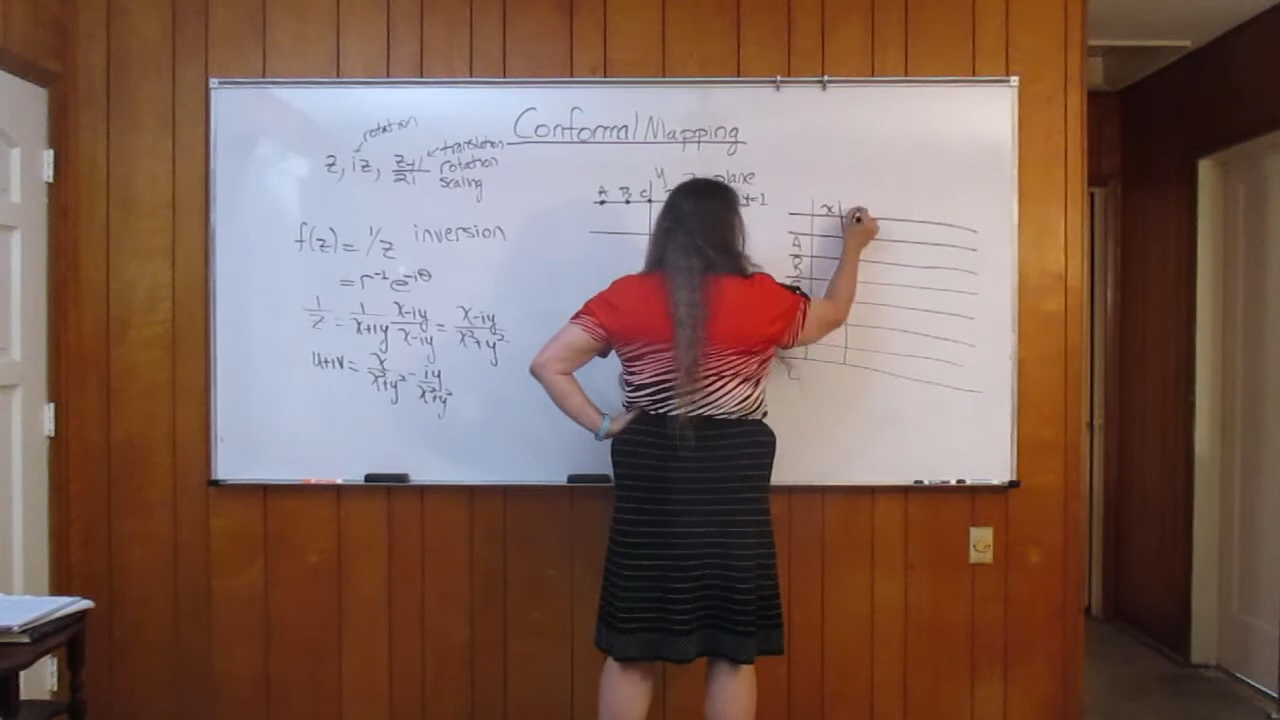 Conformal Mapping
rotation
z, iz, z+1/2i
translation
rotation
scaling
f(z) = 1/z inversion
= r⁻¹e⁻ⁱᶿ
1/z = 1/(x+iy) (x-iy)/(x-iy) = (x-iy)/(x²+y²)
u+iv = x/(x²+y²) - iy/(x²+y²)
y
plane
A B C
y=1
x
A
B
C